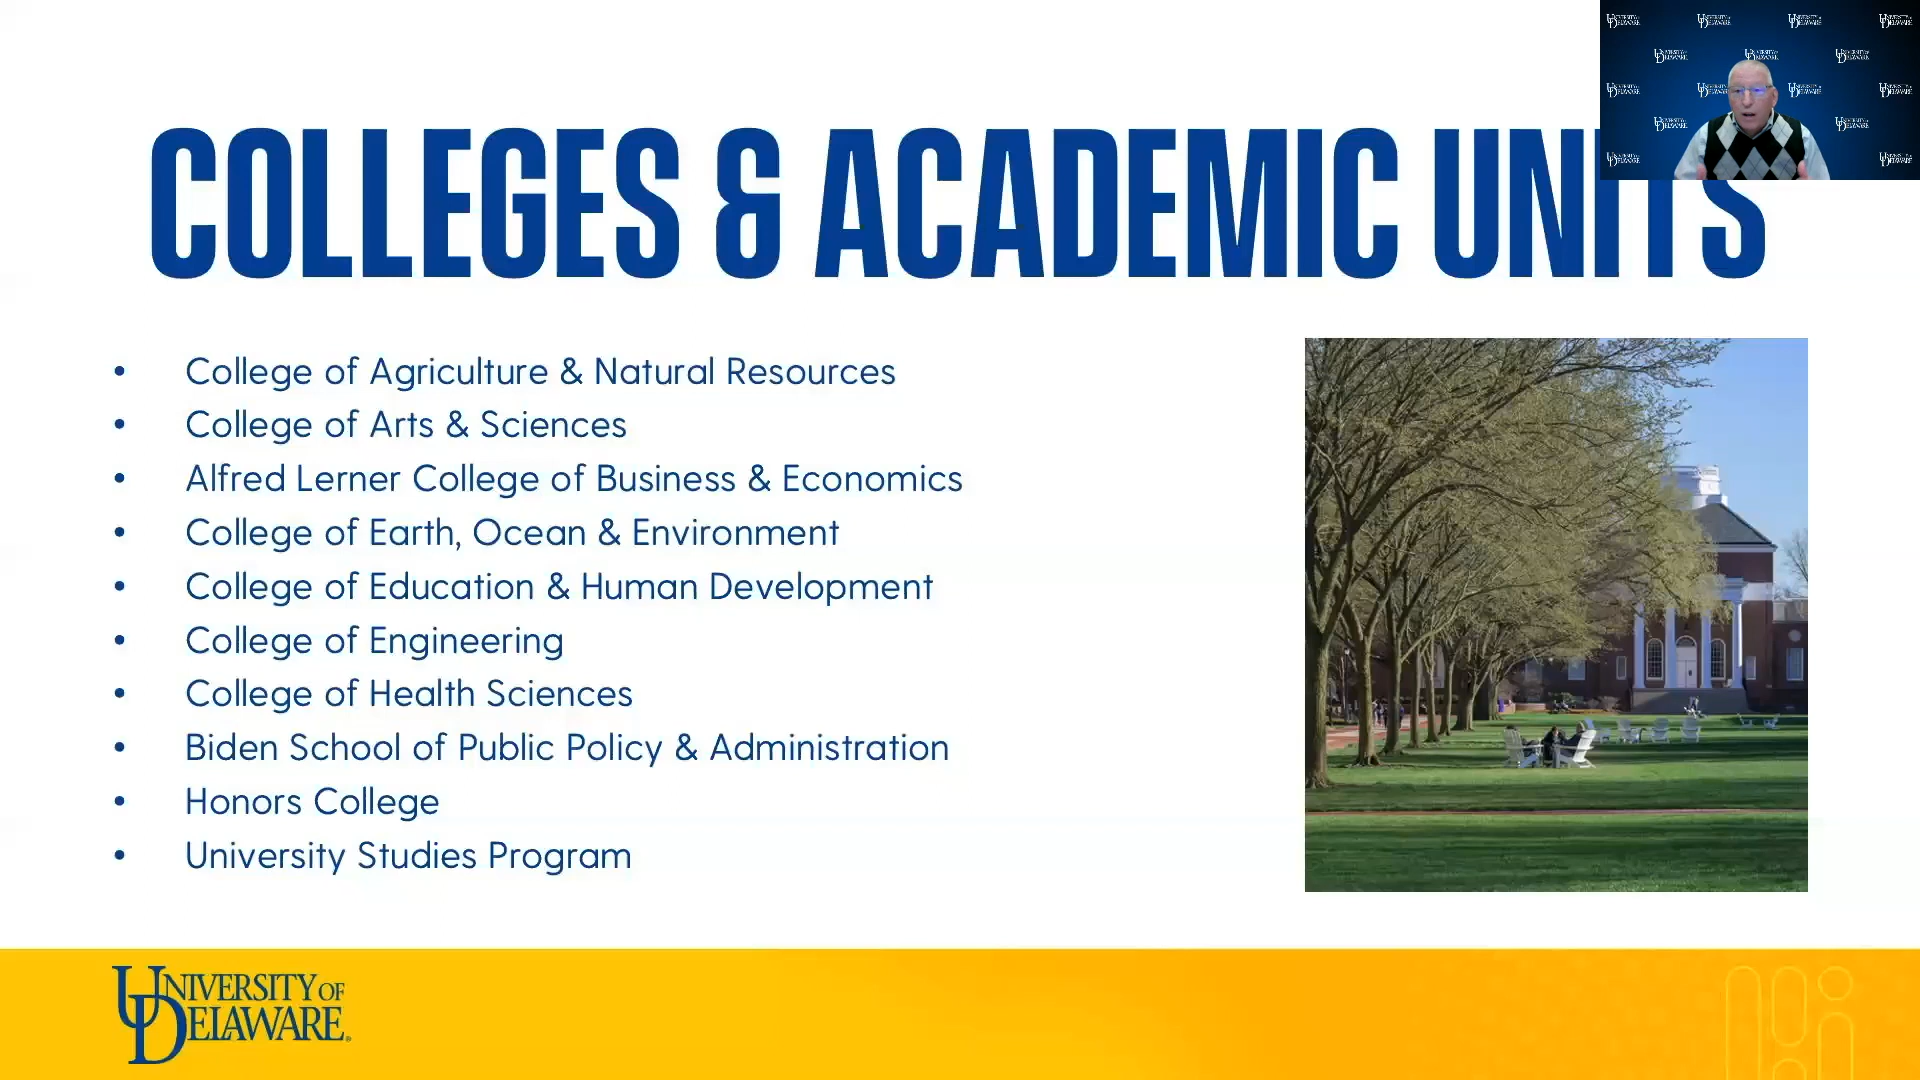 COLLEGES & ACADEMIC UNITS
• College of Agriculture & Natural Resources
• College of Arts & Sciences
• Alfred Lerner College of Business & Economics
• College of Earth, Ocean & Environment
• College of Education & Human Development
• College of Engineering
• College of Health Sciences
• Biden School of Public Policy & Administration
• Honors College
• University Studies Program
UNIVERSITY OF
DELAWARE®